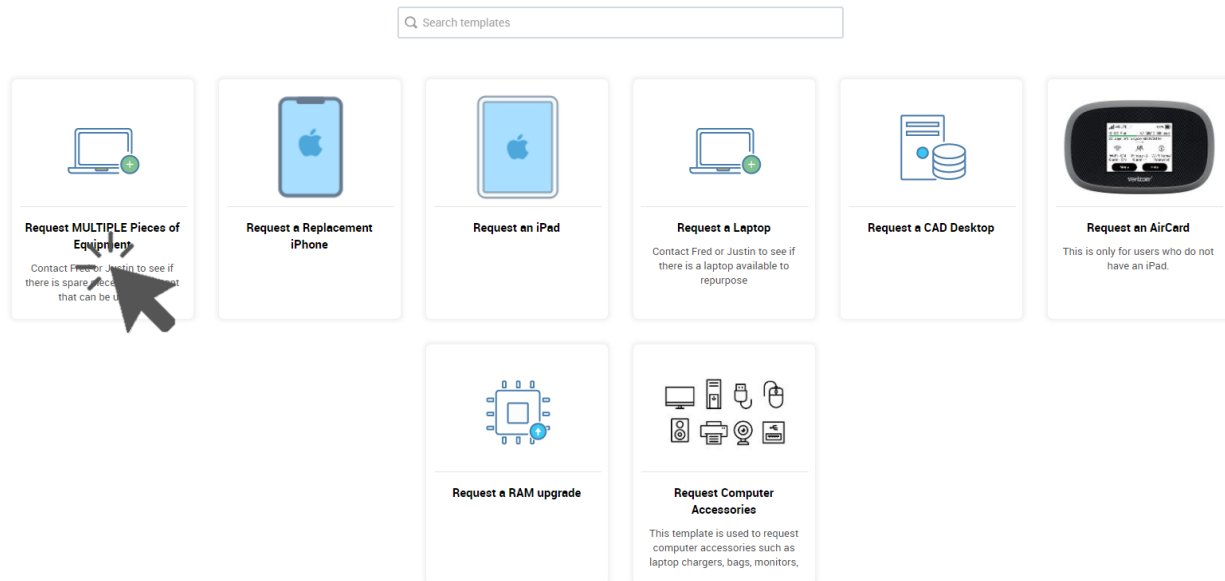 Search templates
Request MULTIPLE Pieces of
Equipment
Contact Fred or Justin to see if
there is spare
that can be
Request a Replacement
iPhone
Request an iPad
Request a Laptop
Contact Fred or Justin to see if
there is a laptop available to
repurpose
Request a CAD Desktop
verizon
Request an AirCard
This is only for users who do not
have an iPad.
Request a RAM upgrade
Request Computer
Accessories
This template is used to request
computer accessories such as
laptop chargers, bags, monitors,